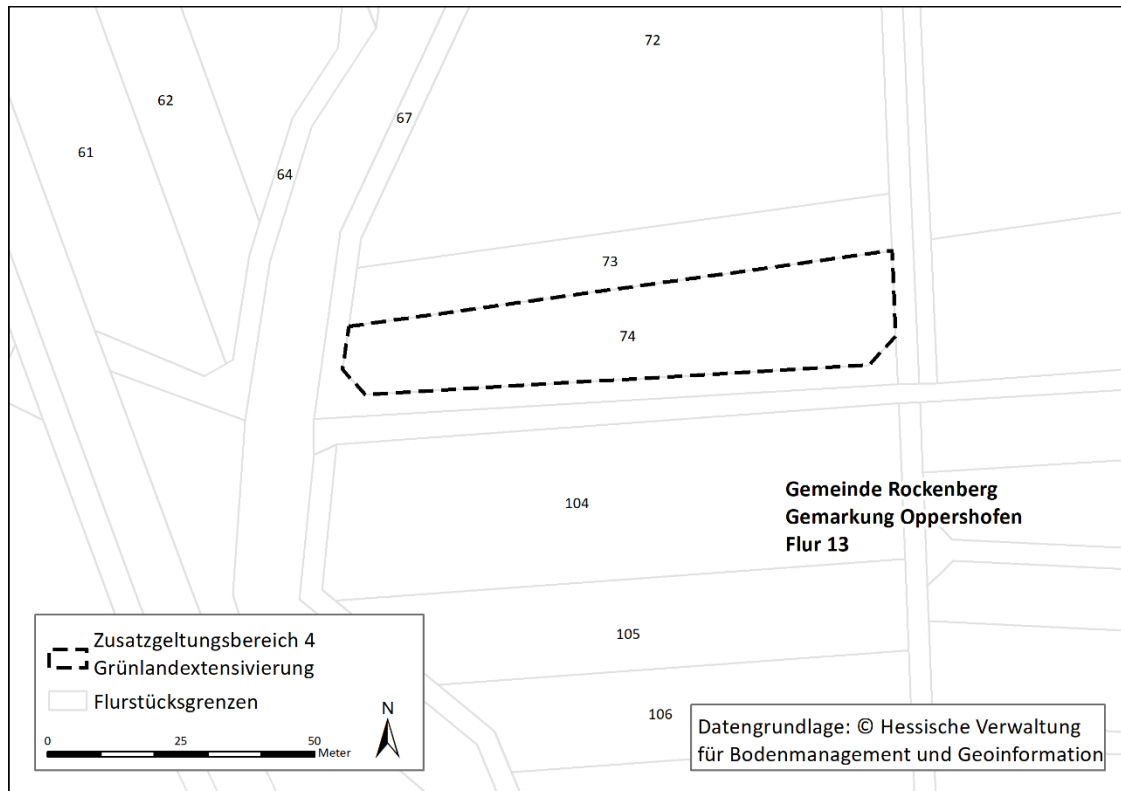 72
62
67
61
64
73
74
104
Gemeinde Rockenberg
Gemarkung Oppershofen
Flur 13
105
106
Zusatzgeltungsbereich 4
Grünlandextensivierung
Flurstücksgrenzen
N
0 25 50
Meter
Datengrundlage: © Hessische Verwaltung
für Bodenmanagement und Geoinformation